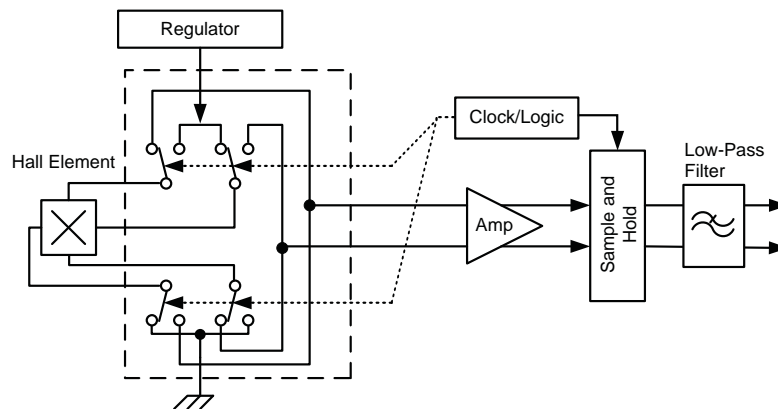 Regulator
Clock/Logic
Hall Element
Low-Pass
Filter
Amp
Sample and
Hold